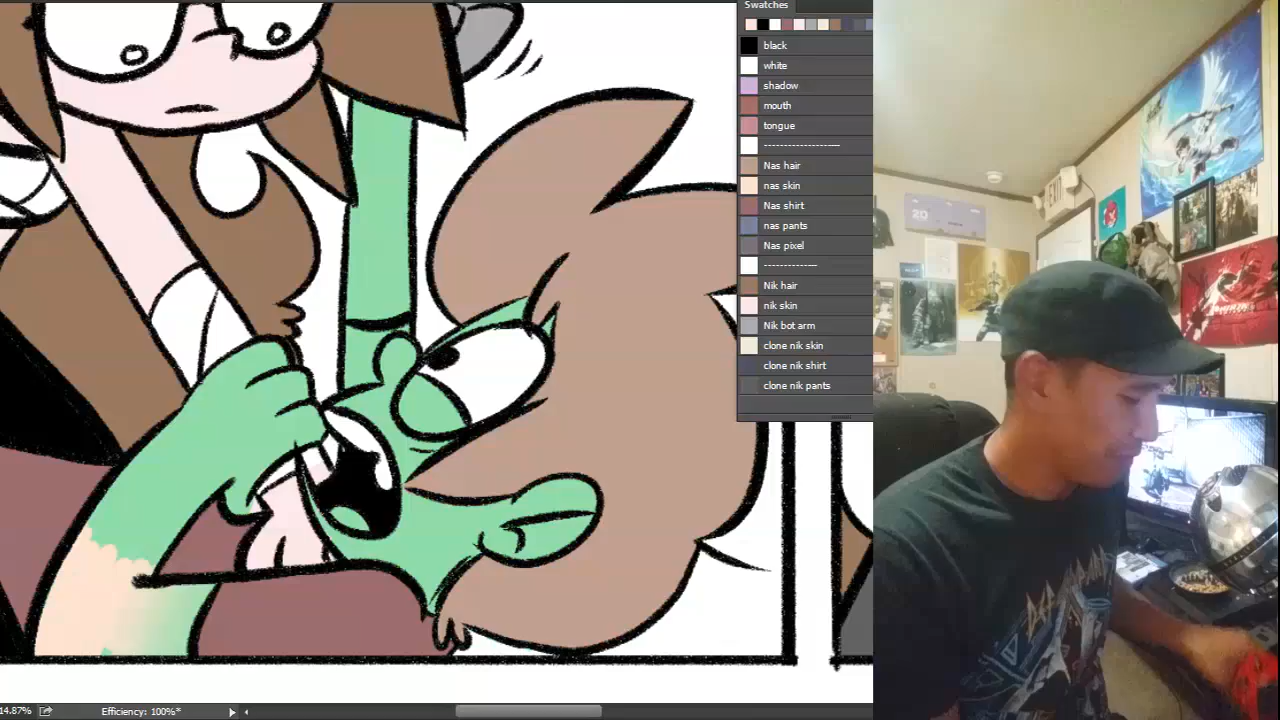 Swatches
black
white
shadow
mouth
tongue
--------------------
Nas hair
nas skin
Nas shirt
nas pants
Nas pixel
--------------
Nik hair
nik skin
Nik bot arm
clone nik skin
clone nik shirt
clone nik pants
EXIT
14.87%
Efficiency: 100%*